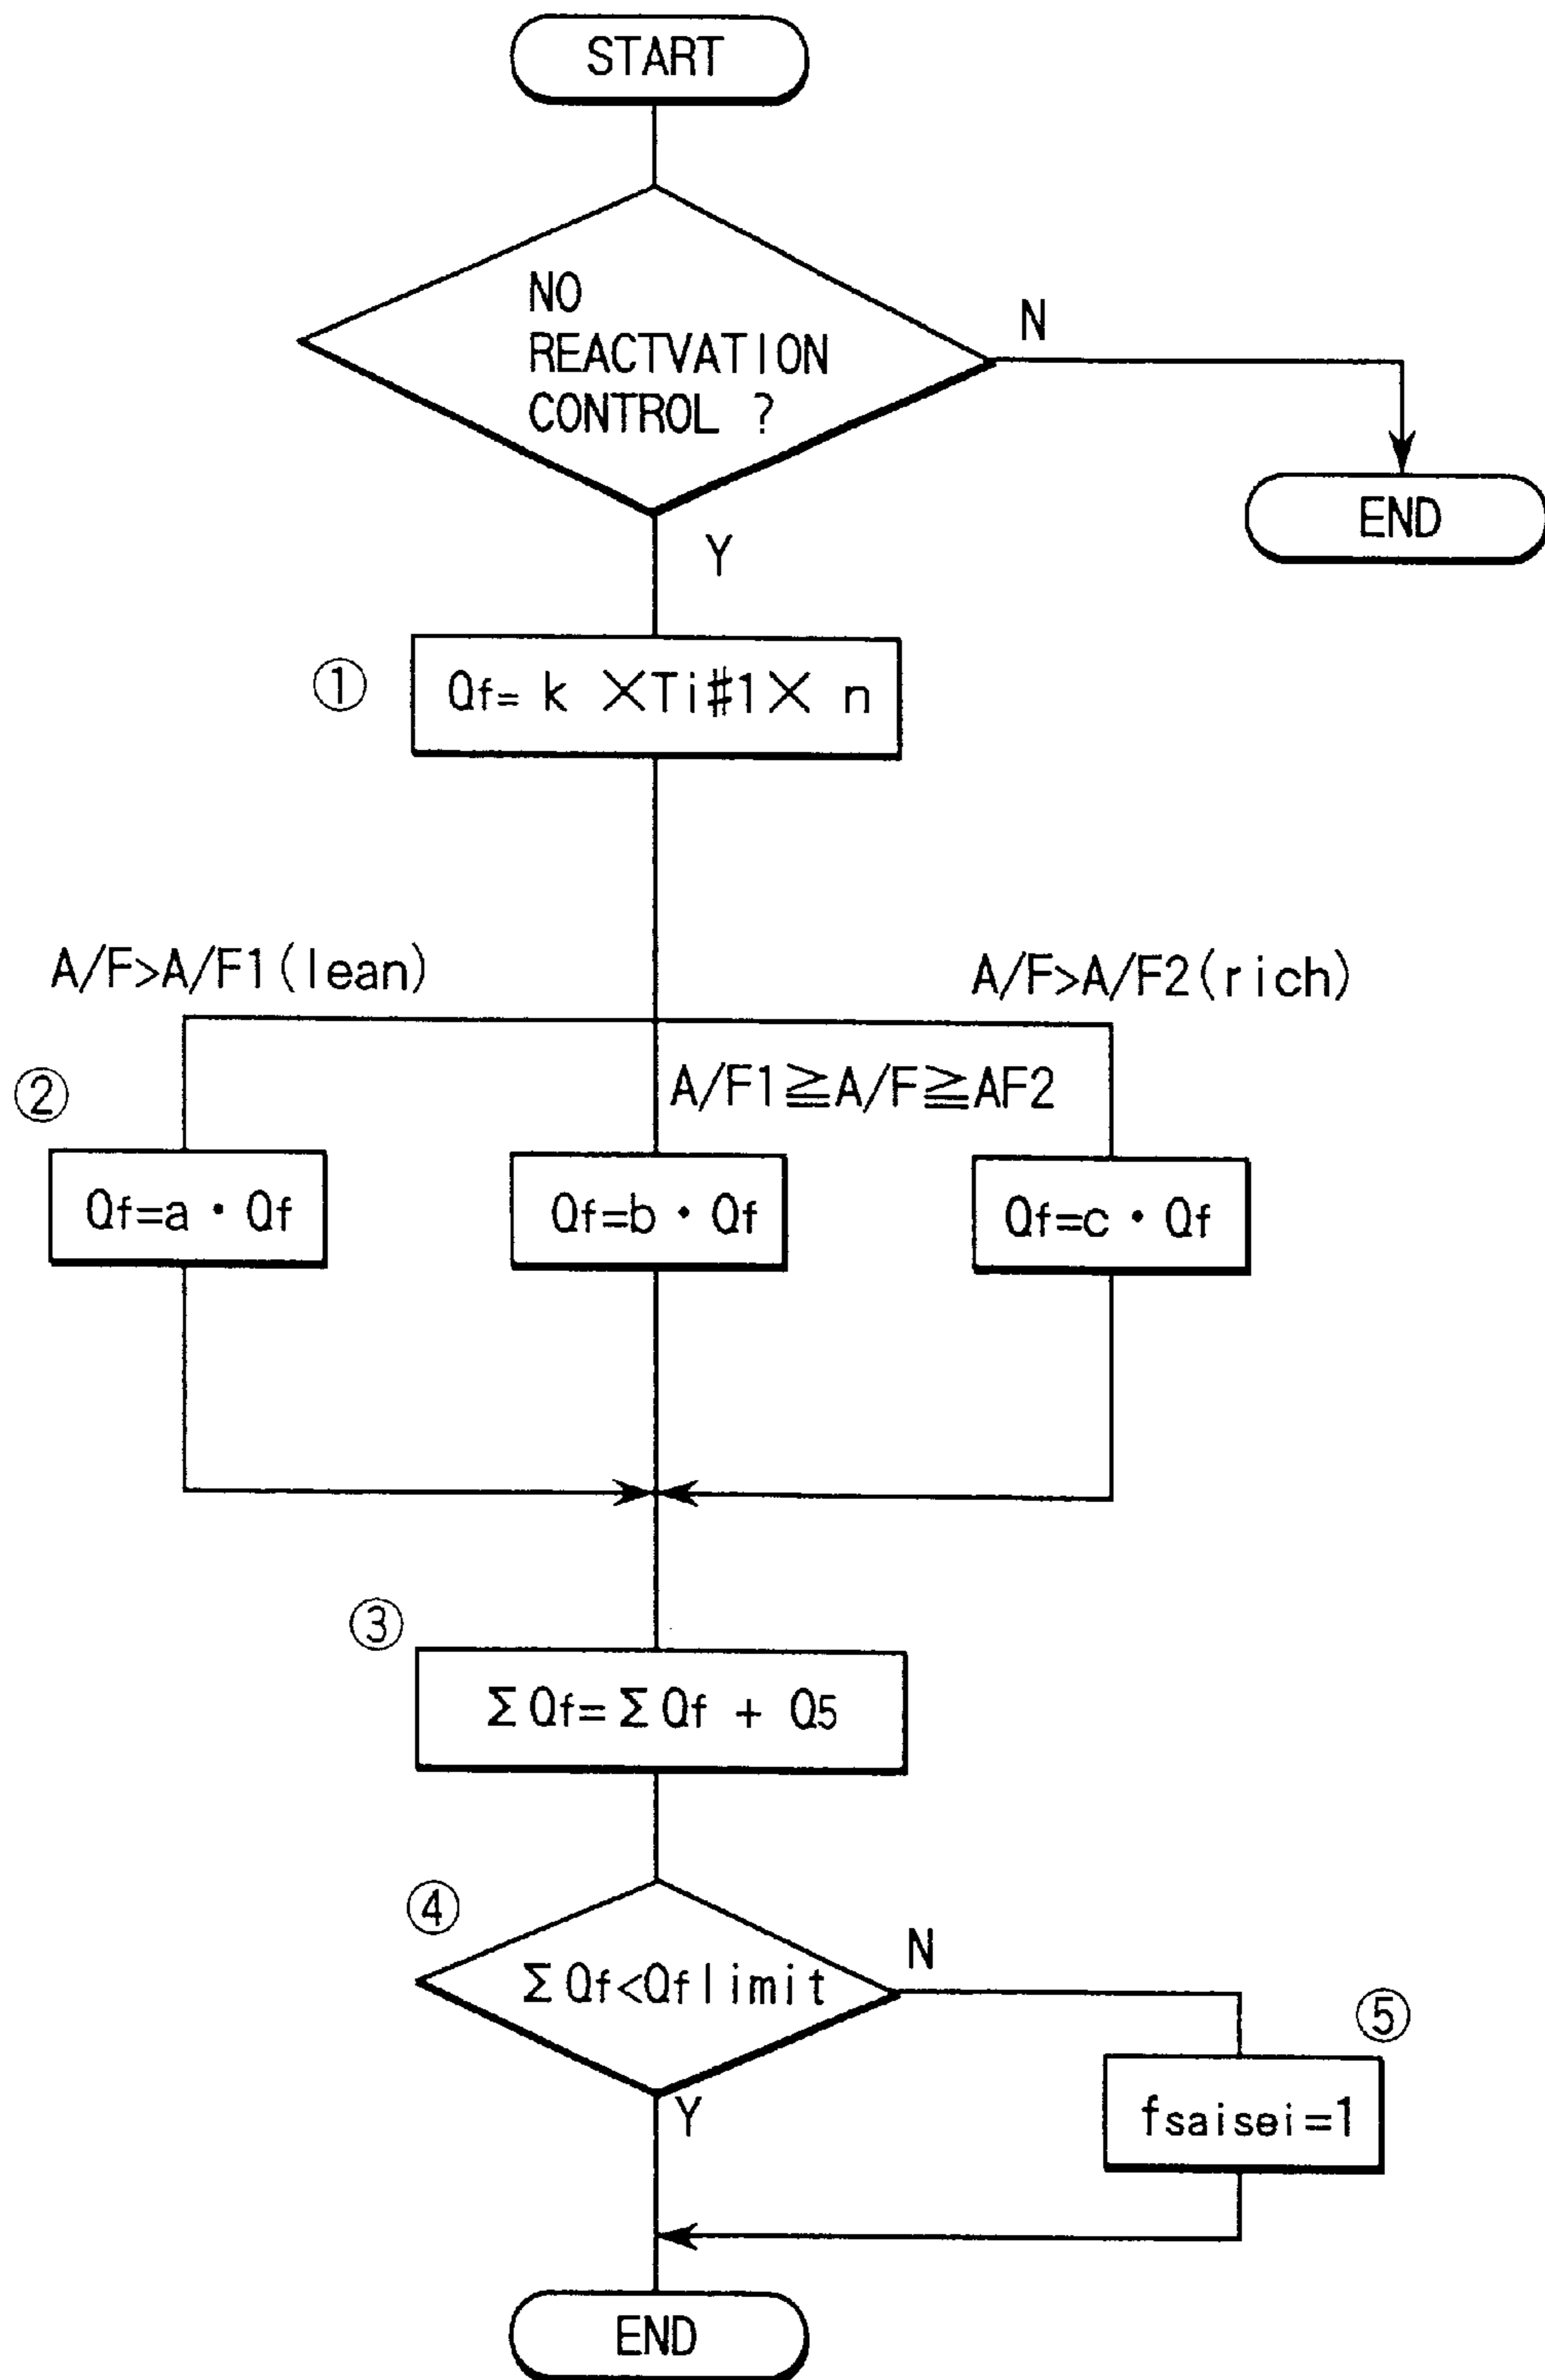 START
NO
REACTVATION
CONTROL ?
N
END
Y
① Qf= k ×Ti#1× n
A/F>A/F1(lean)
A/F>A/F2(rich)
A/F1≧A/F≧AF2
②
Qf=a・Qf
Qf=b・Qf
Qf=c・Qf
③
ΣQf=ΣQf + Q5
④
ΣQf<Qflimit
N
⑤
fsaisei=1
Y
END